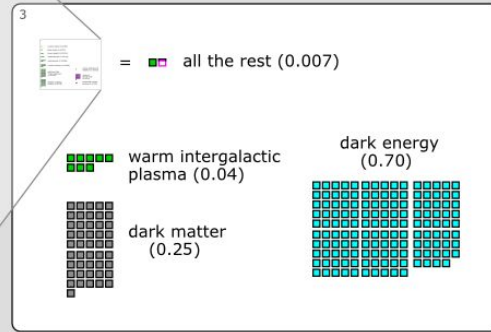 3
= all the rest (0.007)
warm intergalactic
plasma (0.04)
dark energy
(0.70)
dark matter
(0.25)